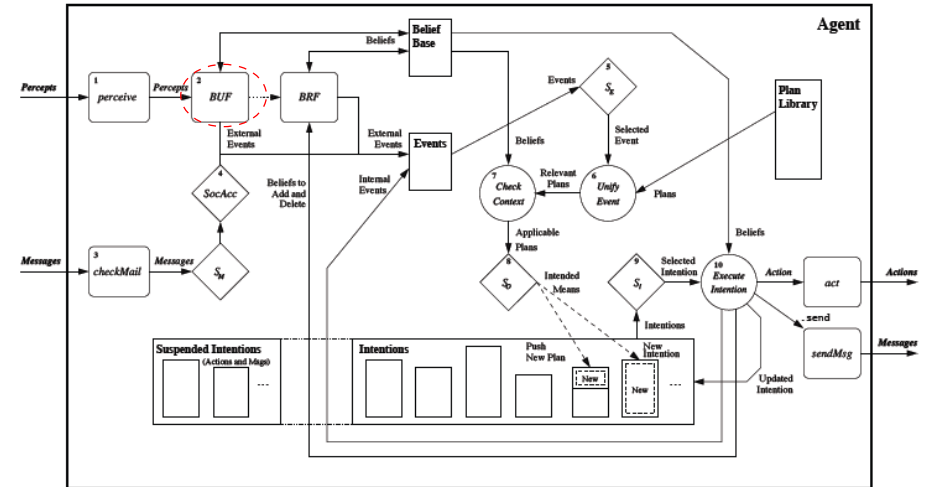 Agent
Belief
Base
Beliefs
Percepts
1
perceive
Percepts
2
BUF
BRF
5
S_E
Events
Plan
Library
External
Events
External
Events
Events
Selected
Event
Beliefs
4
SocAcc
Beliefs to
Add and
Delete
Internal
Events
7
Check
Context
Relevant
Plans
6
Unify
Event
Plans
Messages
3
checkMail
Messages
S_M
Applicable
Plans
8
S_O
Intended
Means
9
S_I
Selected
Intention
Beliefs
10
Execute
Intention
Action
act
Actions
.send
sendMsg
Messages
Intentions
Suspended Intentions
(Actions and Msgs)
...
Intentions
Push
New Plan
New
Intention
New
New
...
Updated
Intention